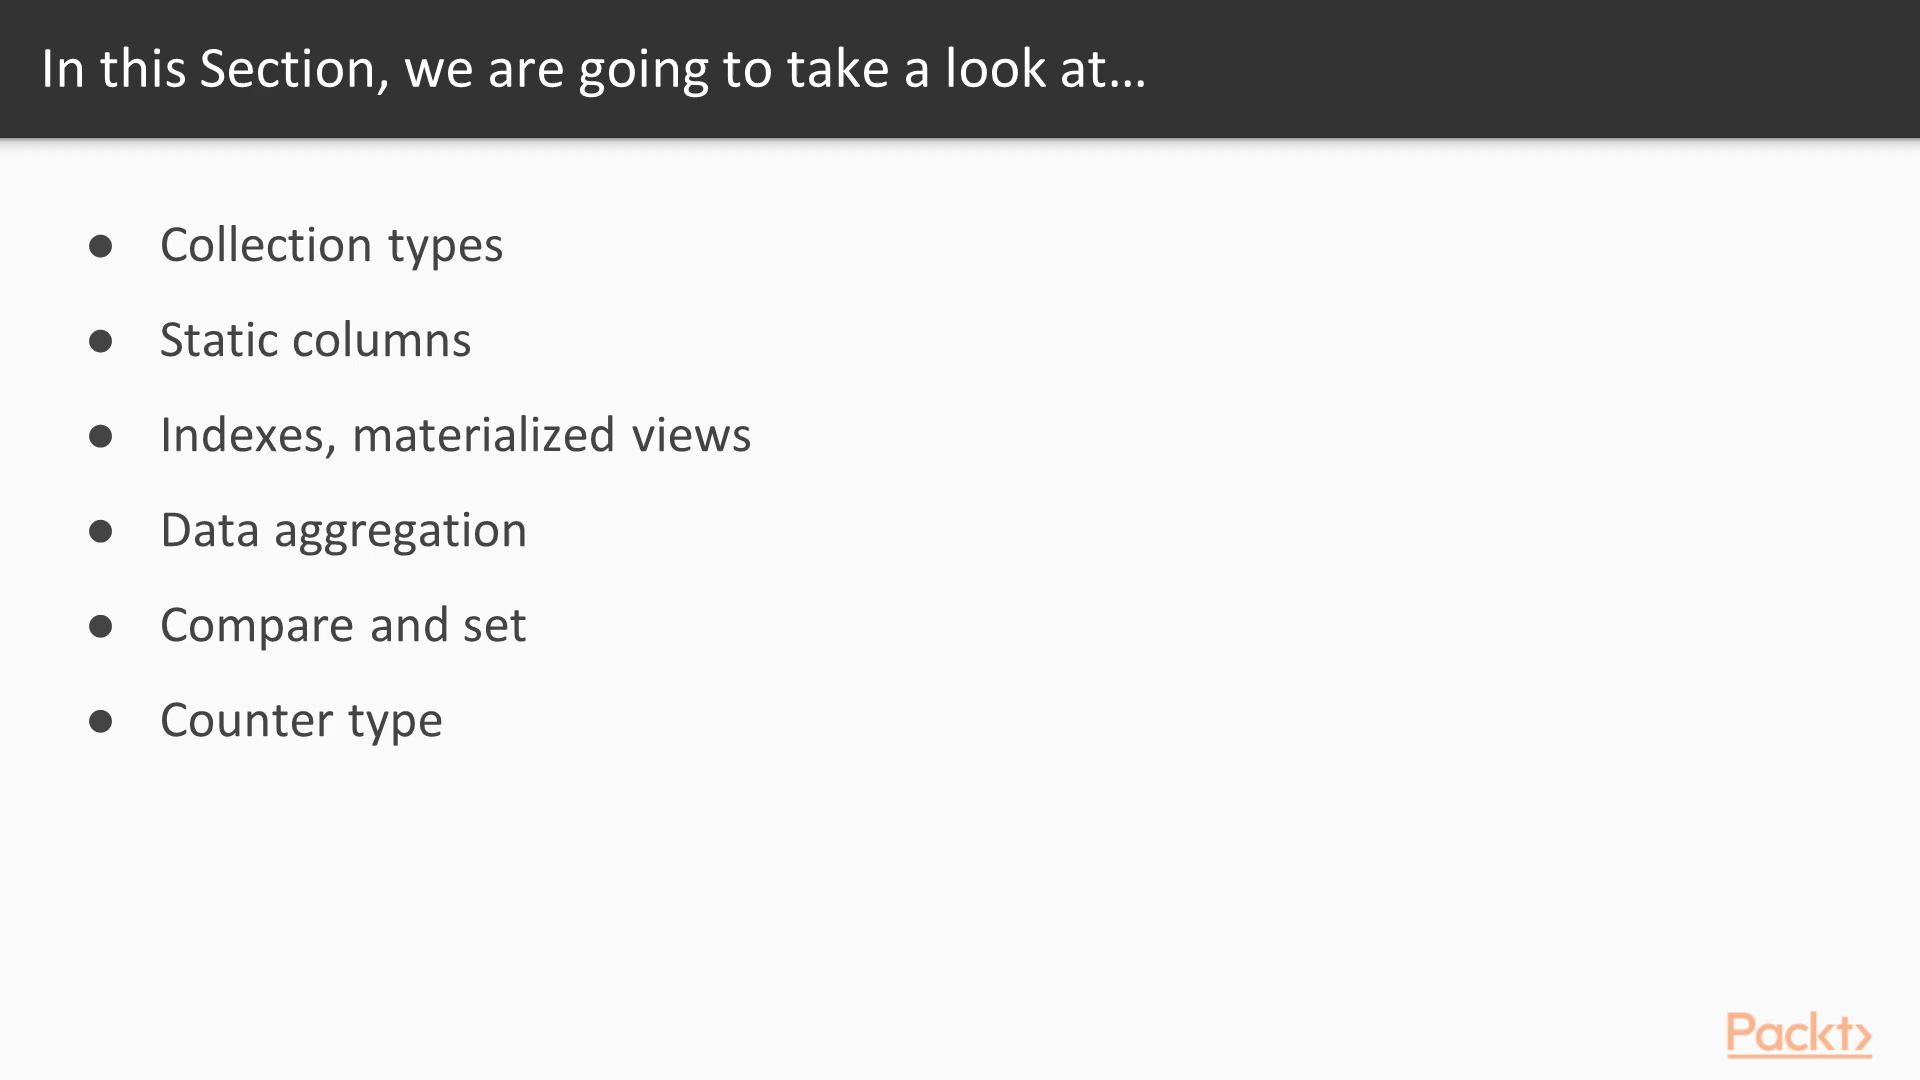 In this Section, we are going to take a look at...
● Collection types
● Static columns
● Indexes, materialized views
● Data aggregation
● Compare and set
● Counter type
Packt>